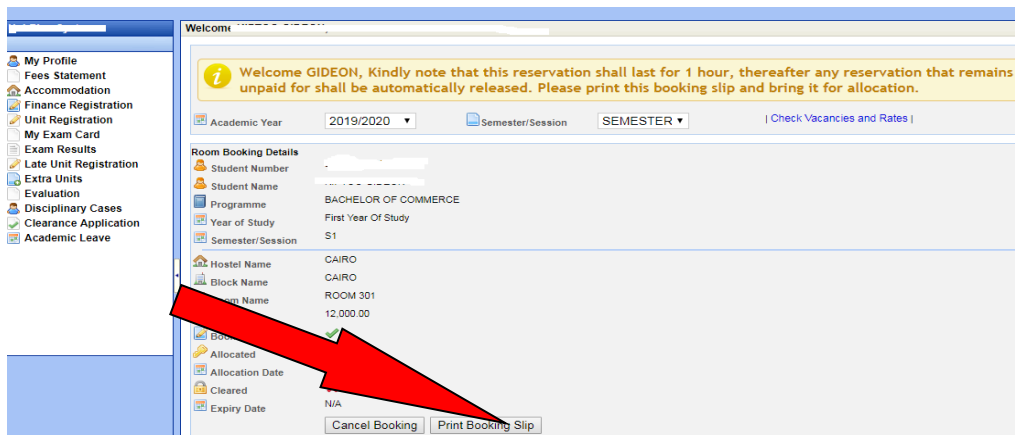 Welcome
My Profile
Fees Statement
Accommodation
Finance Registration
Unit Registration
My Exam Card
Exam Results
Late Unit Registration
Extra Units
Evaluation
Disciplinary Cases
Clearance Application
Academic Leave
Welcome GIDEON, Kindly note that this reservation shall last for 1 hour, thereafter any reservation that remains
unpaid for shall be automatically released. Please print this booking slip and bring it for allocation.
Academic Year 2019/2020 Semester/Session SEMESTER | Check Vacancies and Rates |
Room Booking Details
Student Number
Student Name
Programme BACHELOR OF COMMERCE
Year of Study First Year Of Study
Semester/Session S1
Hostel Name CAIRO
Block Name CAIRO
Name ROOM 301
12,000.00
Allocated
Allocation Date
Cleared
Expiry Date N/A
Cancel Booking Print Booking Slip